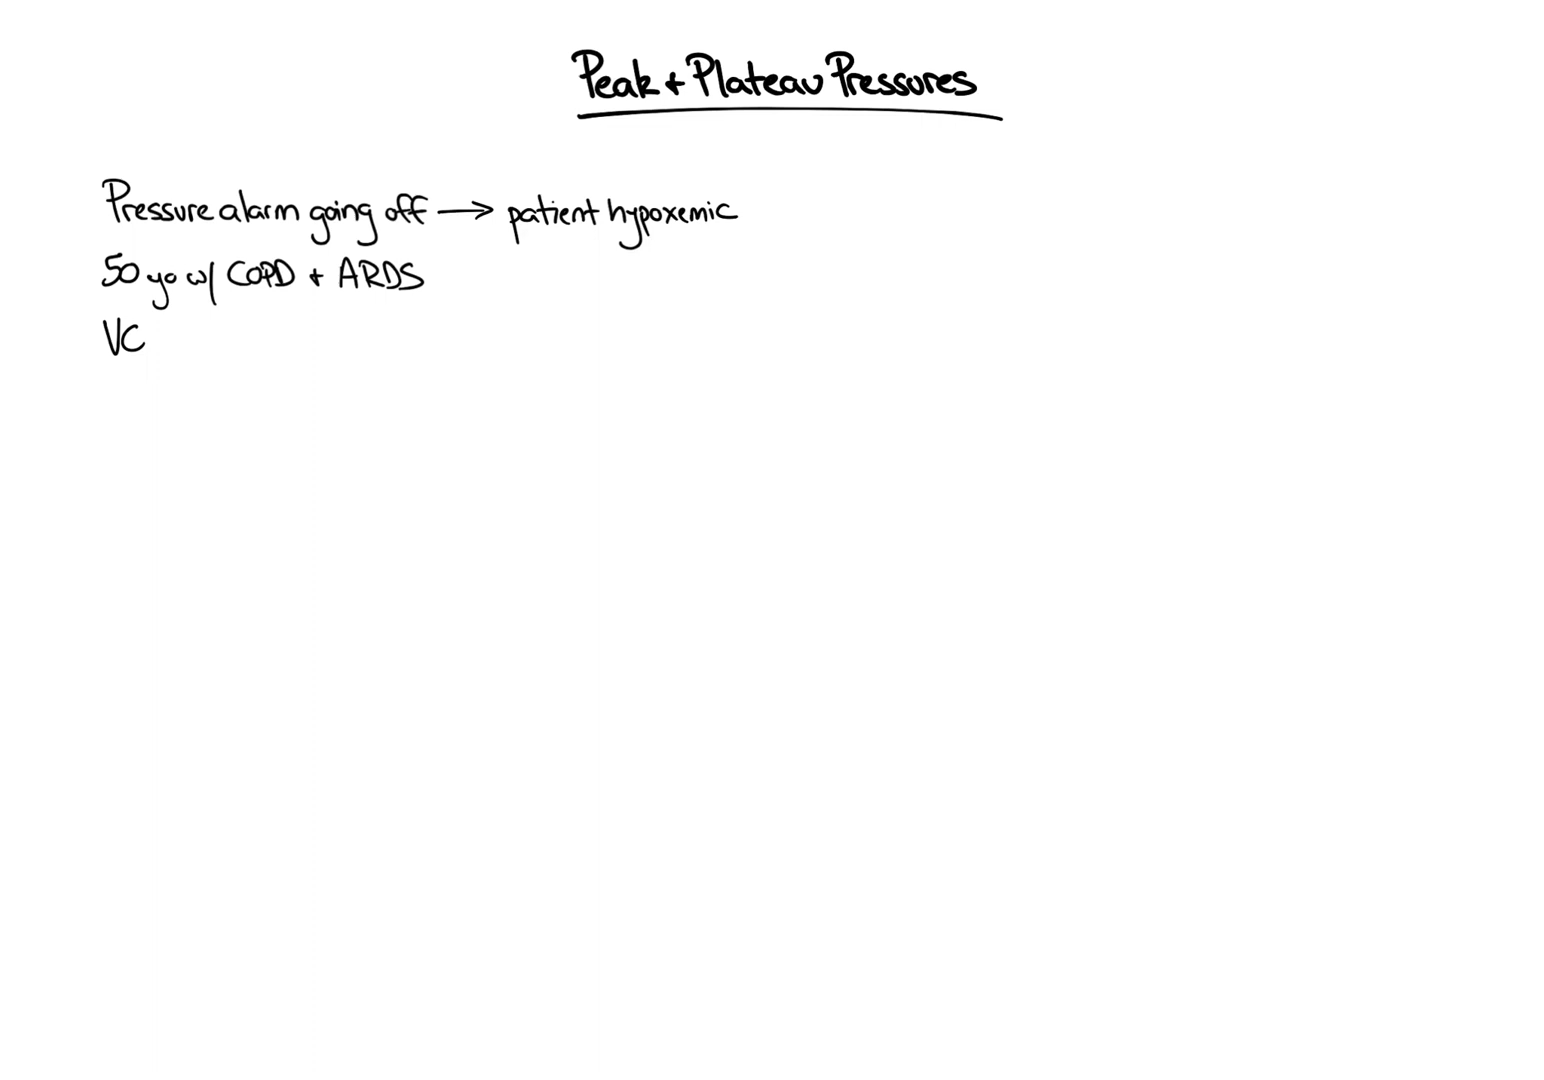 Peak + Plateau Pressures
Pressure alarm going off → patient hypoxemic
50 yo w/ COPD + ARDS
VC